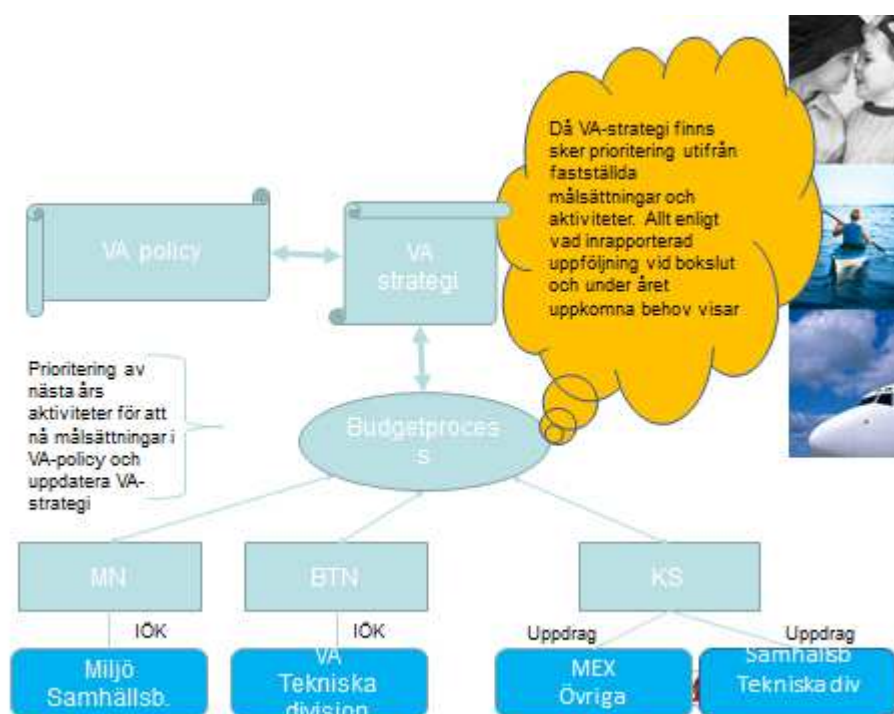 Då VA-strategi finns
sker prioritering utifrån
fastställda
målsättningar och
aktiviteter. Allt enligt
vad inrapporterad
uppföljning vid bokslut
och under året
uppkomna behov visar
VA policy
VA
strategi
Prioritering av
nästa års
aktiviteter för att
nå målsättningar i
VA-policy och
uppdatera VA-
strategi
Budgetproces
s
MN
BTN
KS
IÖK
IÖK
Uppdrag
Uppdrag
Miljö
Samhällsb.
VA
Tekniska
division
MEX
Övriga
Samhällsb
Tekniska div